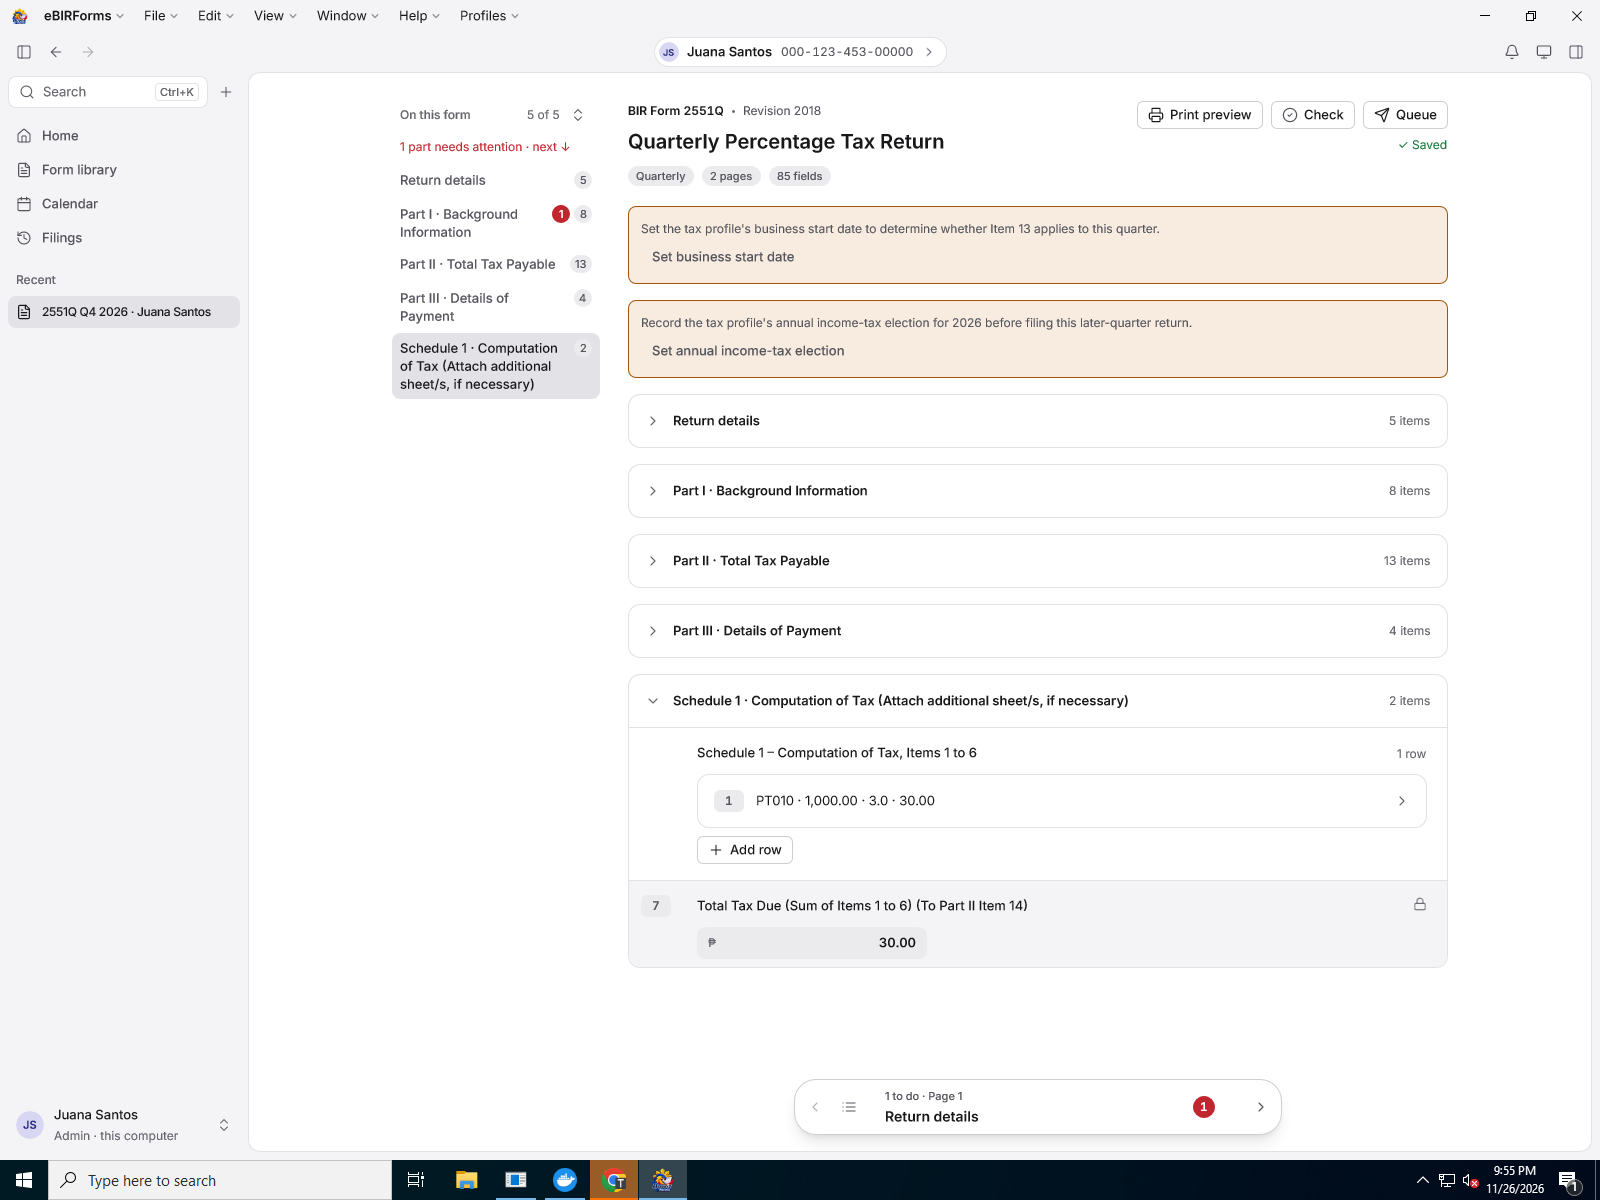 eBIRForms File Edit View Window Help Profiles
JS Juana Santos 000-123-453-00000
Search Ctrl+K
Home
Form library
Calendar
Filings
Recent
2551Q Q4 2026 · Juana Santos
JS Juana Santos
Admin · this computer
On this form 5 of 5
1 part needs attention · next ↓
Return details 5
Part I · Background Information 1 8
Part II · Total Tax Payable 13
Part III · Details of Payment 4
Schedule 1 · Computation of Tax (Attach additional sheet/s, if necessary) 2
BIR Form 2551Q • Revision 2018
Quarterly Percentage Tax Return
Quarterly 2 pages 85 fields
Print preview Check Queue
Saved
Set the tax profile's business start date to determine whether Item 13 applies to this quarter.
Set business start date
Record the tax profile's annual income-tax election for 2026 before filing this later-quarter return.
Set annual income-tax election
Return details 5 items
Part I · Background Information 8 items
Part II · Total Tax Payable 13 items
Part III · Details of Payment 4 items
Schedule 1 · Computation of Tax (Attach additional sheet/s, if necessary) 2 items
Schedule 1 – Computation of Tax, Items 1 to 6 1 row
1 PT010 · 1,000.00 · 3.0 · 30.00
Add row
7 Total Tax Due (Sum of Items 1 to 6) (To Part II Item 14)
₱ 30.00
1 to do · Page 1
Return details 1
Type here to search
9:55 PM
11/26/2026
1